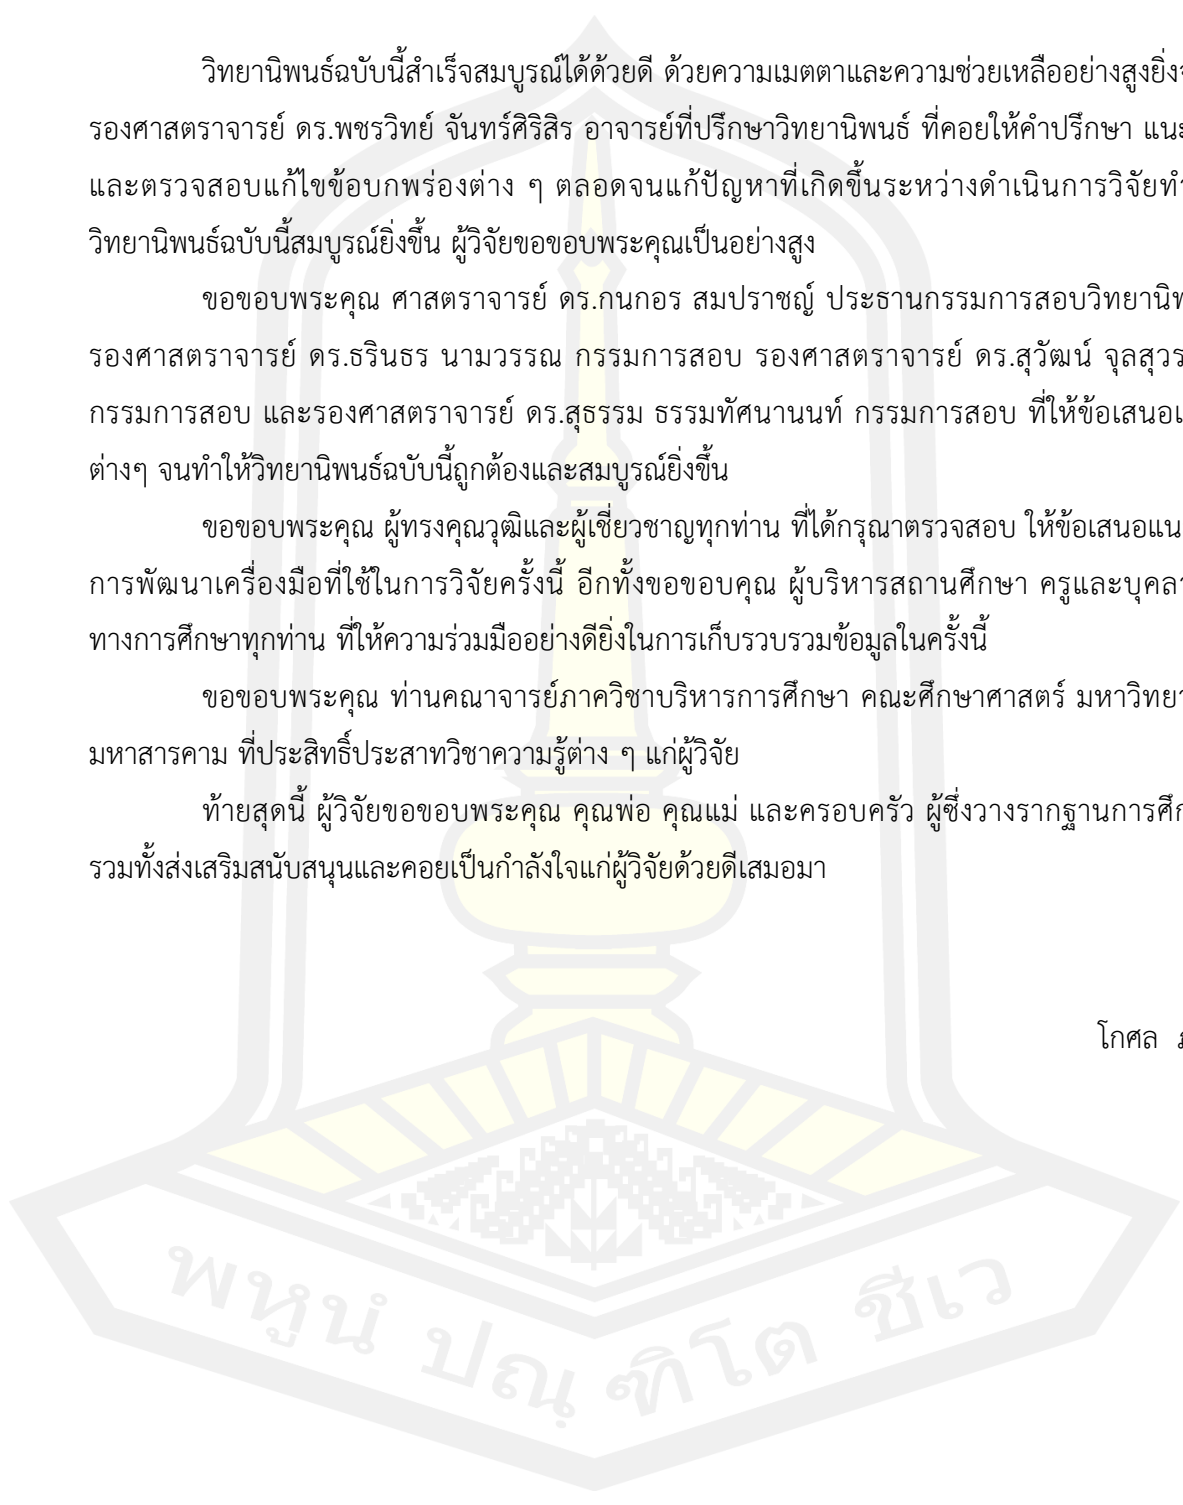 วิทยานิพนธ์ฉบับนี้สำเร็จสมบูรณ์ได้ด้วยดี ด้วยความเมตตาและความช่วยเหลืออย่างสูงยิ่ง
รองศาสตราจารย์ ดร.พชรวิทย์ จันทร์ศิริสิร อาจารย์ที่ปรึกษาวิทยานิพนธ์ ที่คอยให้คำปรึกษา
และตรวจสอบแก้ไขข้อบกพร่องต่าง ๆ ตลอดจนแก้ปัญหาที่เกิดขึ้นระหว่างดำเนินการวิจัย
วิทยานิพนธ์ฉบับนี้สมบูรณ์ยิ่งขึ้น ผู้วิจัยขอขอบพระคุณเป็นอย่างสูง
ขอขอบพระคุณ ศาสตราจารย์ ดร.กนกอร สมปราชญ์ ประธานกรรมการสอบ
รองศาสตราจารย์ ดร.ธรินธร นามวรรณ กรรมการสอบ รองศาสตราจารย์ ดร.สุวัฒน์
กรรมการสอบ และรองศาสตราจารย์ ดร.สุธรรม ธรรมทัศนานนท์ กรรมการสอบ ที่ให้
ต่างๆ จนทำให้วิทยานิพนธ์ฉบับนี้ถูกต้องและสมบูรณ์ยิ่งขึ้น
ขอขอบพระคุณ ผู้ทรงคุณวุฒิและผู้เชี่ยวชาญทุกท่าน ที่ได้กรุณาตรวจสอบ ให้ข้อเสนอแน
การพัฒนาเครื่องมือที่ใช้ในการวิจัยครั้งนี้ อีกทั้งขอขอบคุณ ผู้บริหารสถานศึกษา ครูและบุคลา
ทางการศึกษาทุกท่าน ที่ให้ความร่วมมืออย่างดียิ่งในการเก็บรวบรวมข้อมูลในครั้งนี้
ขอขอบพระคุณ ท่านคณาจารย์ภาควิชาบริหารการศึกษา คณะศึกษาศาสตร์ มหาวิทยา
มหาสารคาม ที่ประสิทธิ์ประสาทวิชาความรู้ต่าง ๆ แก่ผู้วิจัย
ท้ายสุดนี้ ผู้วิจัยขอขอบพระคุณ คุณพ่อ คุณแม่ และครอบครัว ผู้ซึ่งวางรากฐานการศึก
รวมทั้งส่งเสริมสนับสนุนและคอยเป็นกำลังใจแก่ผู้วิจัยด้วยดีเสมอมา
โกศล
พหูนํ ปณฺฑิโต ชีเว